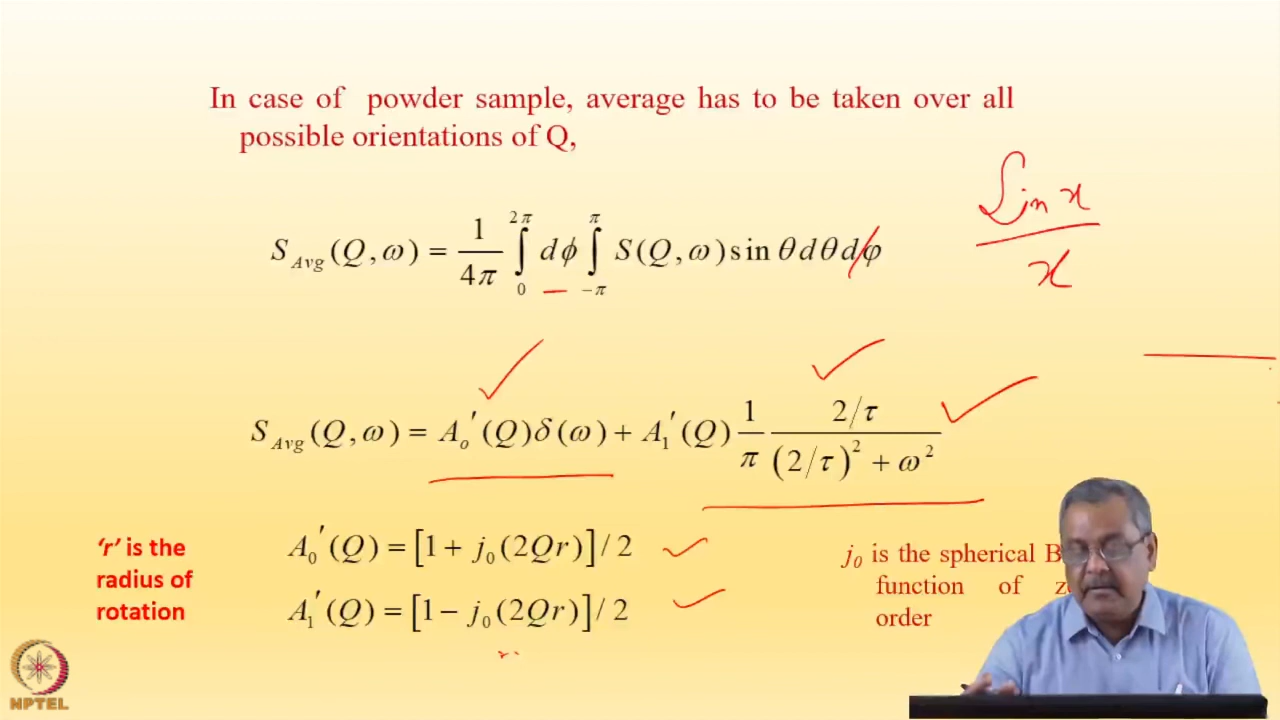 In case of powder sample, average has to be taken over all
possible orientations of Q,
Sin x
x
S_Avg (Q, ω) = 1/4π ∫_0^{2π} dϕ ∫_{-π}^{π} S(Q, ω) sin θ dθ dφ
S_Avg (Q, ω) = A_o'(Q)δ(ω) + A_1'(Q) 1/π (2/τ)/((2/τ)^2 + ω^2)
'r' is the
radius of
rotation
A_0'(Q) = [1 + j_0(2Qr)]/2
A_1'(Q) = [1 − j_0(2Qr)]/2
j_0 is the spherical
function of
order
NPTEL